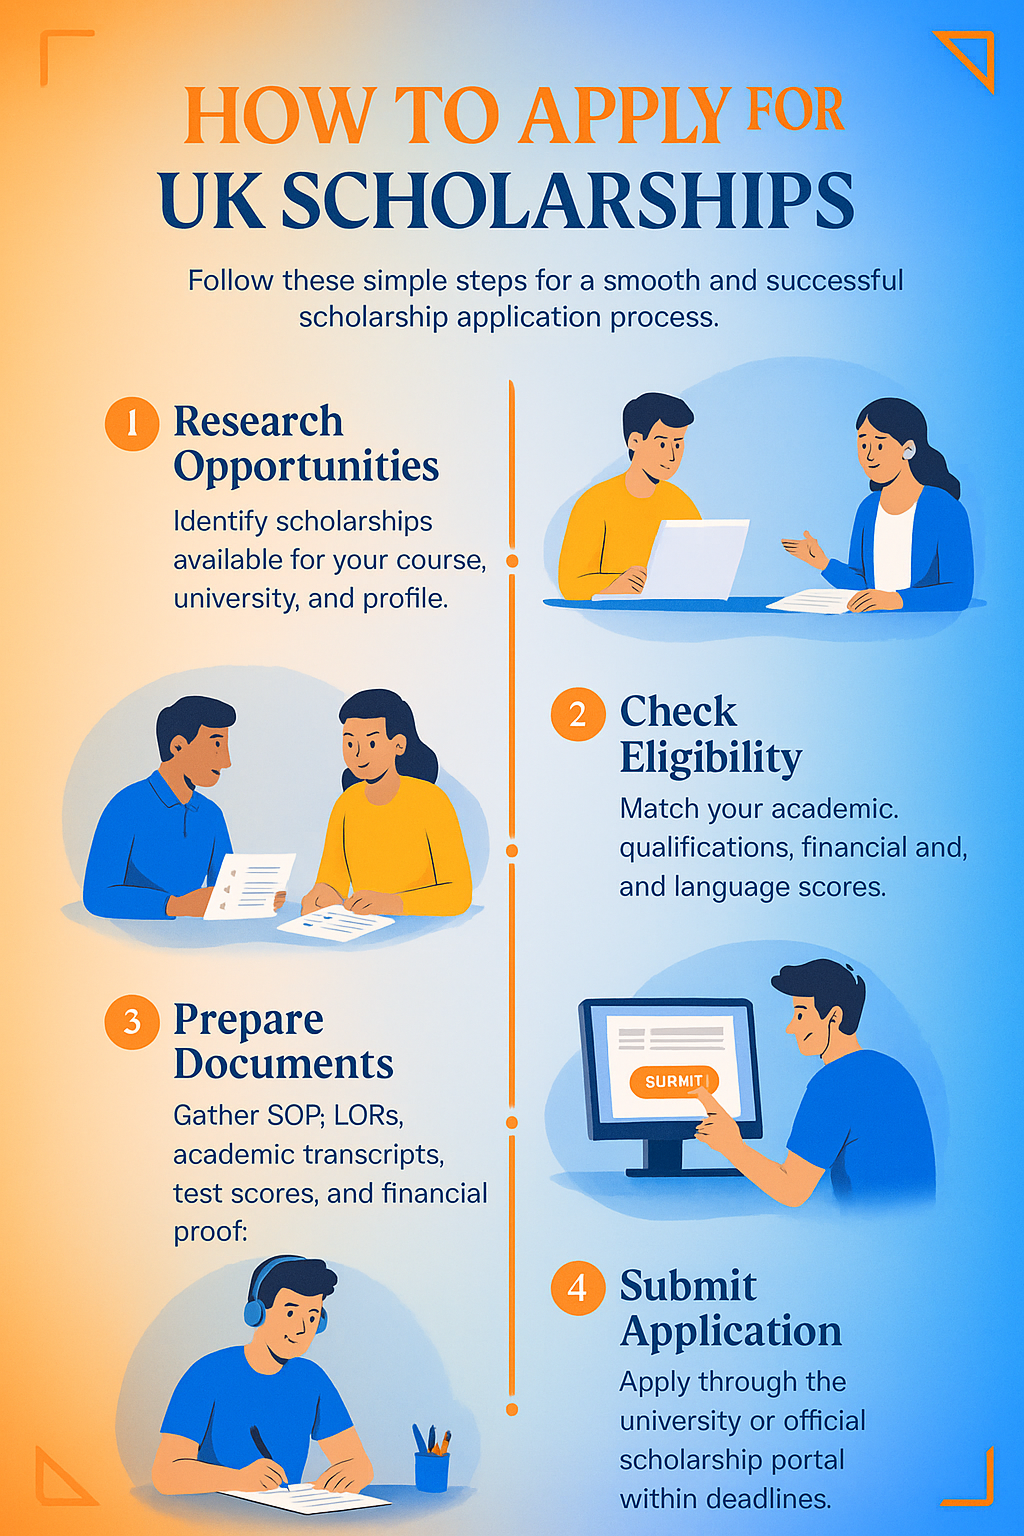 HOW TO APPLY FOR
UK SCHOLARSHIPS
Follow these simple steps for a smooth and successful
scholarship application process.
1 Research
Opportunities
Identify scholarships
available for your course,
university, and profile.
2 Check
Eligibility
Match your academic.
qualifications, financial and,
and language scores.
3 Prepare
Documents
Gather SOP; LORs,
academic transcripts,
test scores, and financial
proof:
SURMIT
4 Submit
Application
Apply through the
university or official
scholarship portal
within deadlines.